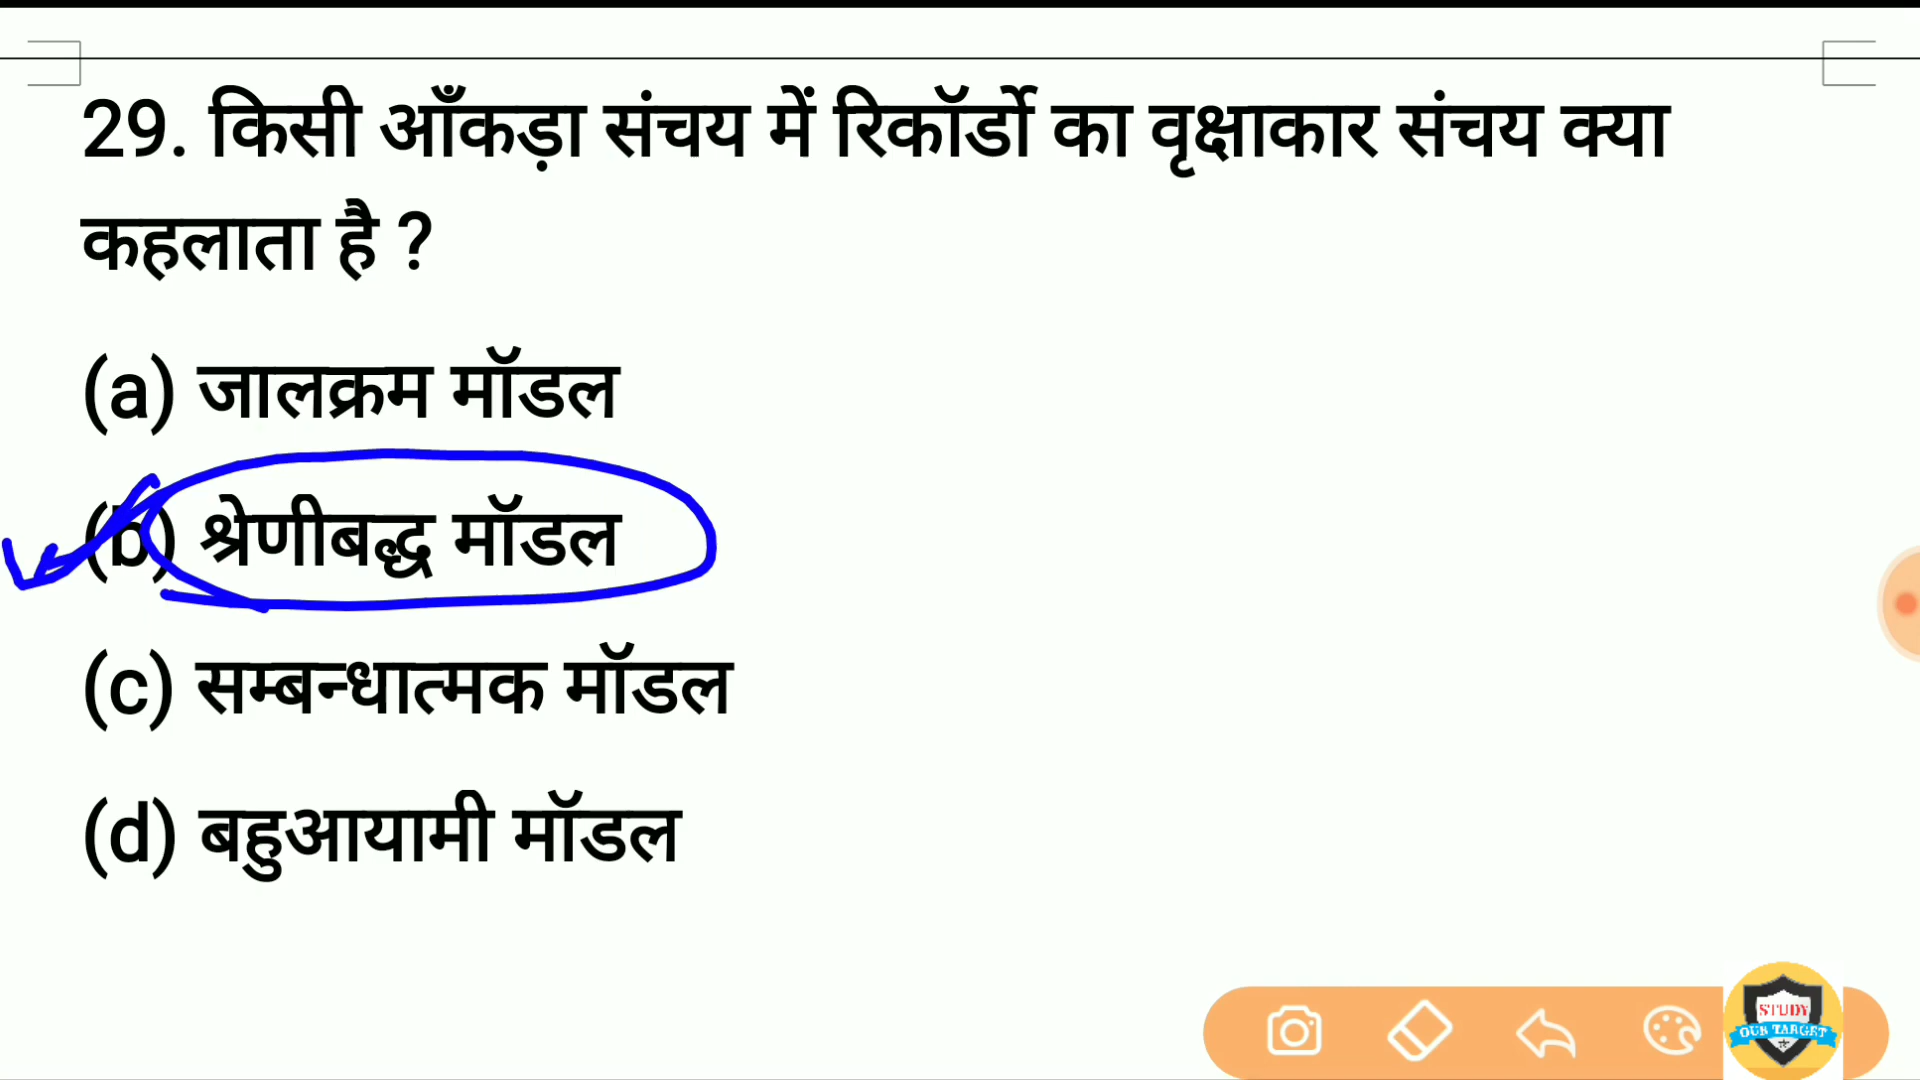 29. किसी आँकड़ा संचय में रिकॉर्डो का वृक्षाकार संचय क्या
कहलाता है ?
(a) जालक्रम मॉडल
(b) श्रेणीबद्ध मॉडल
(c) सम्बन्धात्मक मॉडल
(d) बहुआयामी मॉडल
STUDY
OUR TARGET